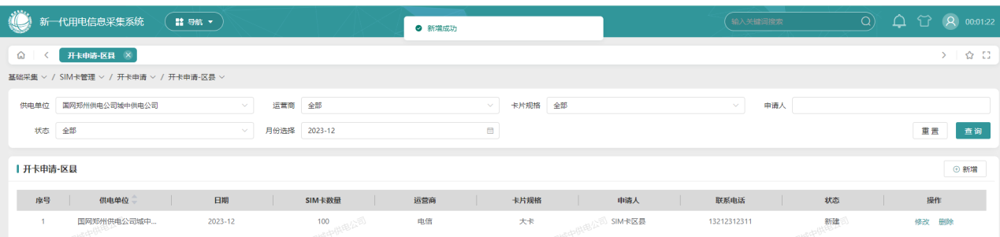 新一代用电信息采集系统 导航 新增成功 输入关键词搜索 00:01:22
开卡申请-区县
基础采集 / SIM卡管理 / 开卡申请 / 开卡申请-区县
供电单位 国网郑州供电公司城中供电公司 运营商 全部 卡片规格 全部 申请人
状态 全部 月份选择 2023-12 重置 查询
开卡申请-区县 新增
序号 供电单位 日期 SIM卡数量 运营商 卡片规格 申请人 联系电话 状态 操作
1 国网郑州供电公司城中... 2023-12 100 电信 大卡 SIM卡区县 13212312311 新建 修改 删除